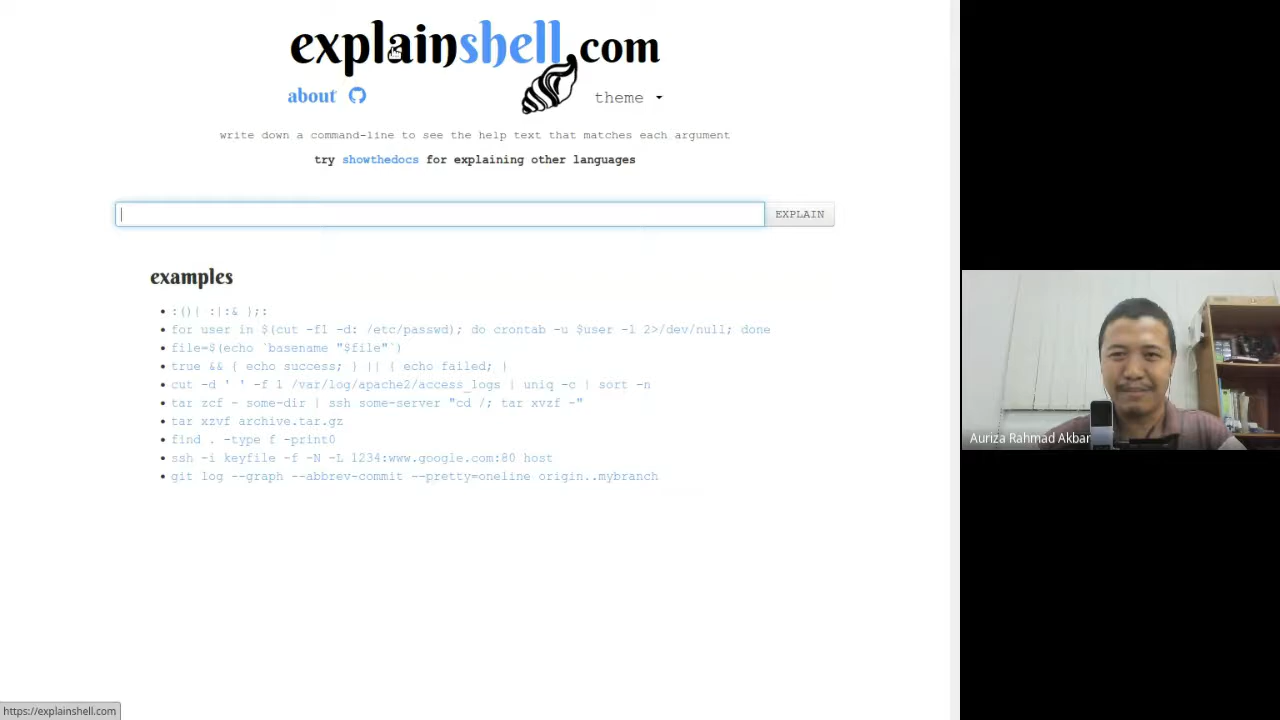 explainshell.com
about
theme
write down a command-line to see the help text that matches each argument
try showthedocs for explaining other languages
EXPLAIN
examples
:(){ :|:& };:
for user in $(cut -f1 -d: /etc/passwd); do crontab -u $user -l 2>/dev/null; done
file=$(echo `basename "$file"`)
true && { echo success; } || { echo failed; }
cut -d ' ' -f 1 /var/log/apache2/access_logs | uniq -c | sort -n
tar zcf - some-dir | ssh some-server "cd /; tar xvzf -"
tar xzvf archive.tar.gz
find . -type f -print0
ssh -i keyfile -f -N -L 1234:www.google.com:80 host
git log --graph --abbrev-commit --pretty=oneline origin..mybranch
Auriza Rahmad Akbar
https://explainshell.com